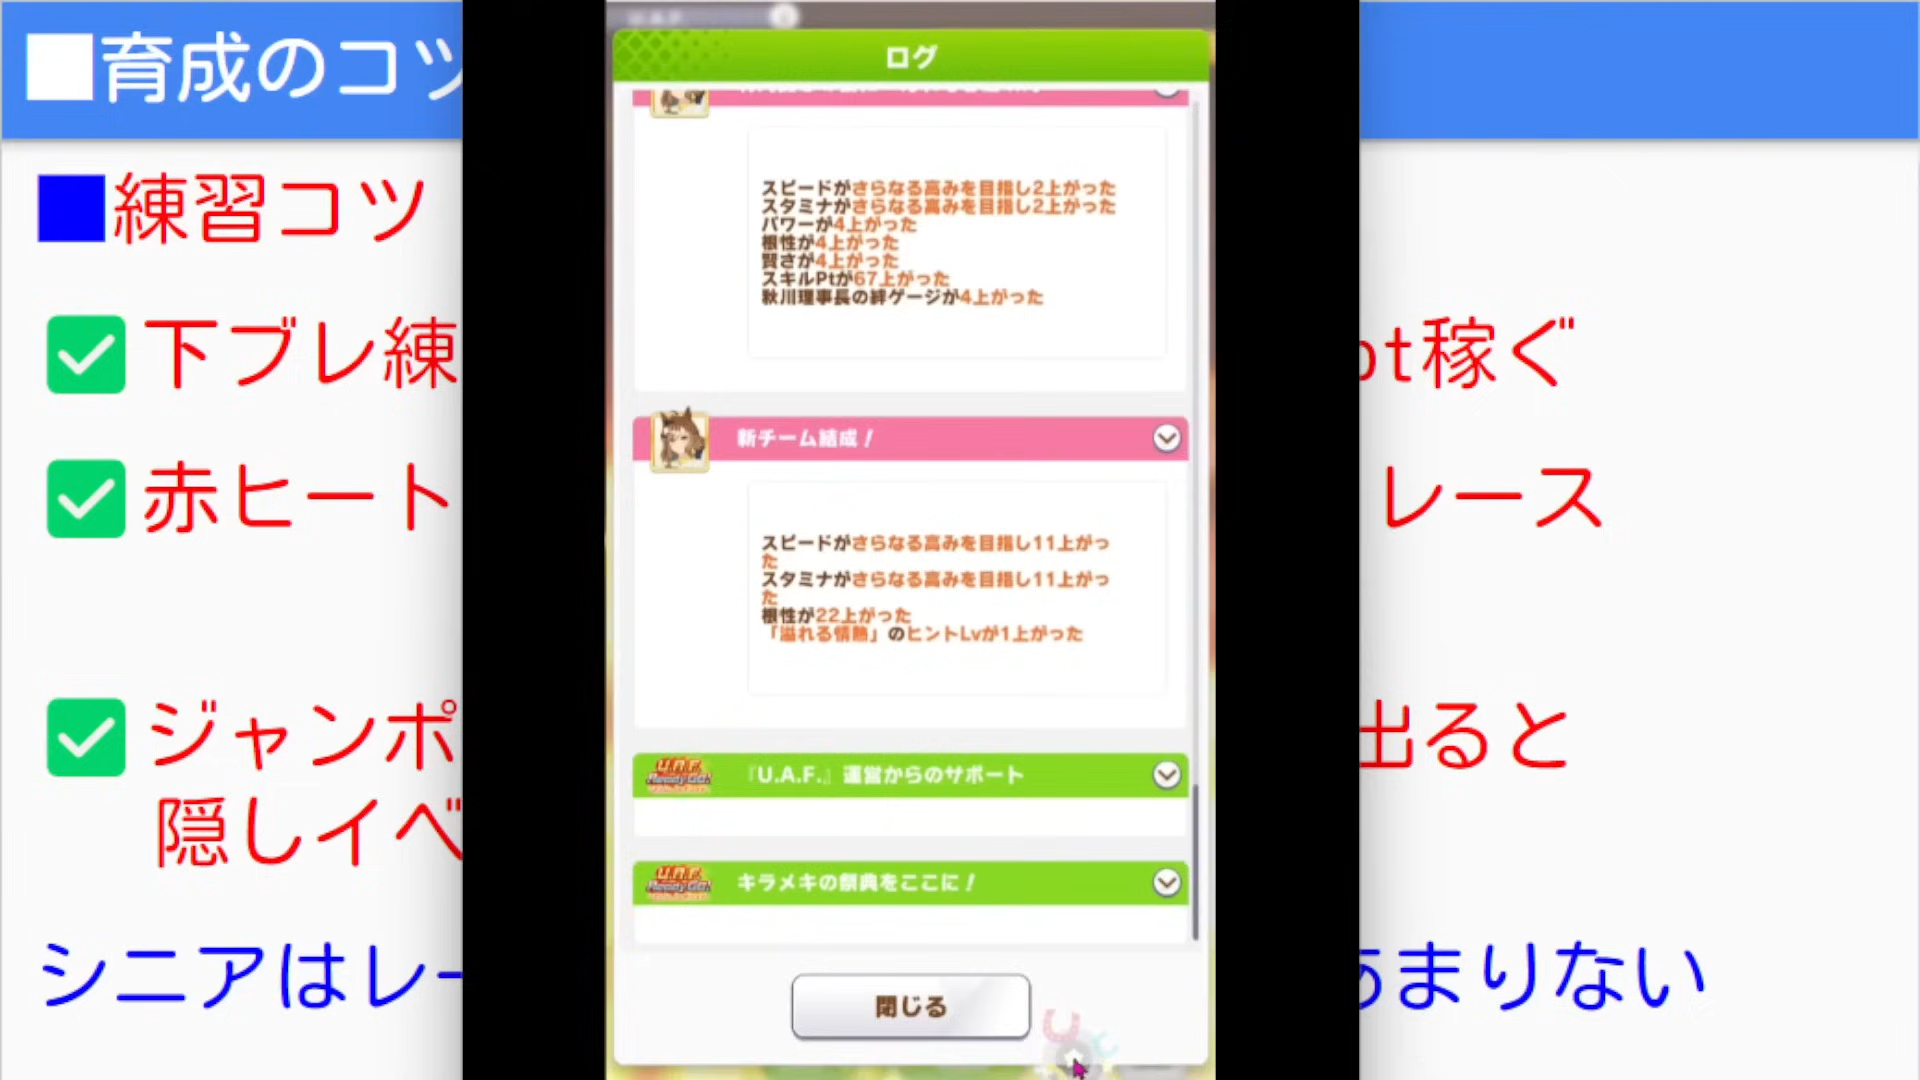 ■育成のコツ
■練習コツ
下ブレ練
pt稼ぐ
赤ヒート
レース
ジャンポ
出ると
隠しイベ
シニアはレー
あまりない
ログ
スピードがさらなる高みを目指し2上がった
スタミナがさらなる高みを目指し2上がった
パワーが4上がった
根性が4上がった
賢さが4上がった
スキルPtが67上がった
秋川理事長の絆ゲージが4上がった
新チーム結成！
スピードがさらなる高みを目指し11上がっ
た
スタミナがさらなる高みを目指し11上がっ
た
根性が22上がった
「溢れる情熱」のヒントLvが1上がった
『U.A.F.』運営からのサポート
キラメキの祭典をここに！
閉じる